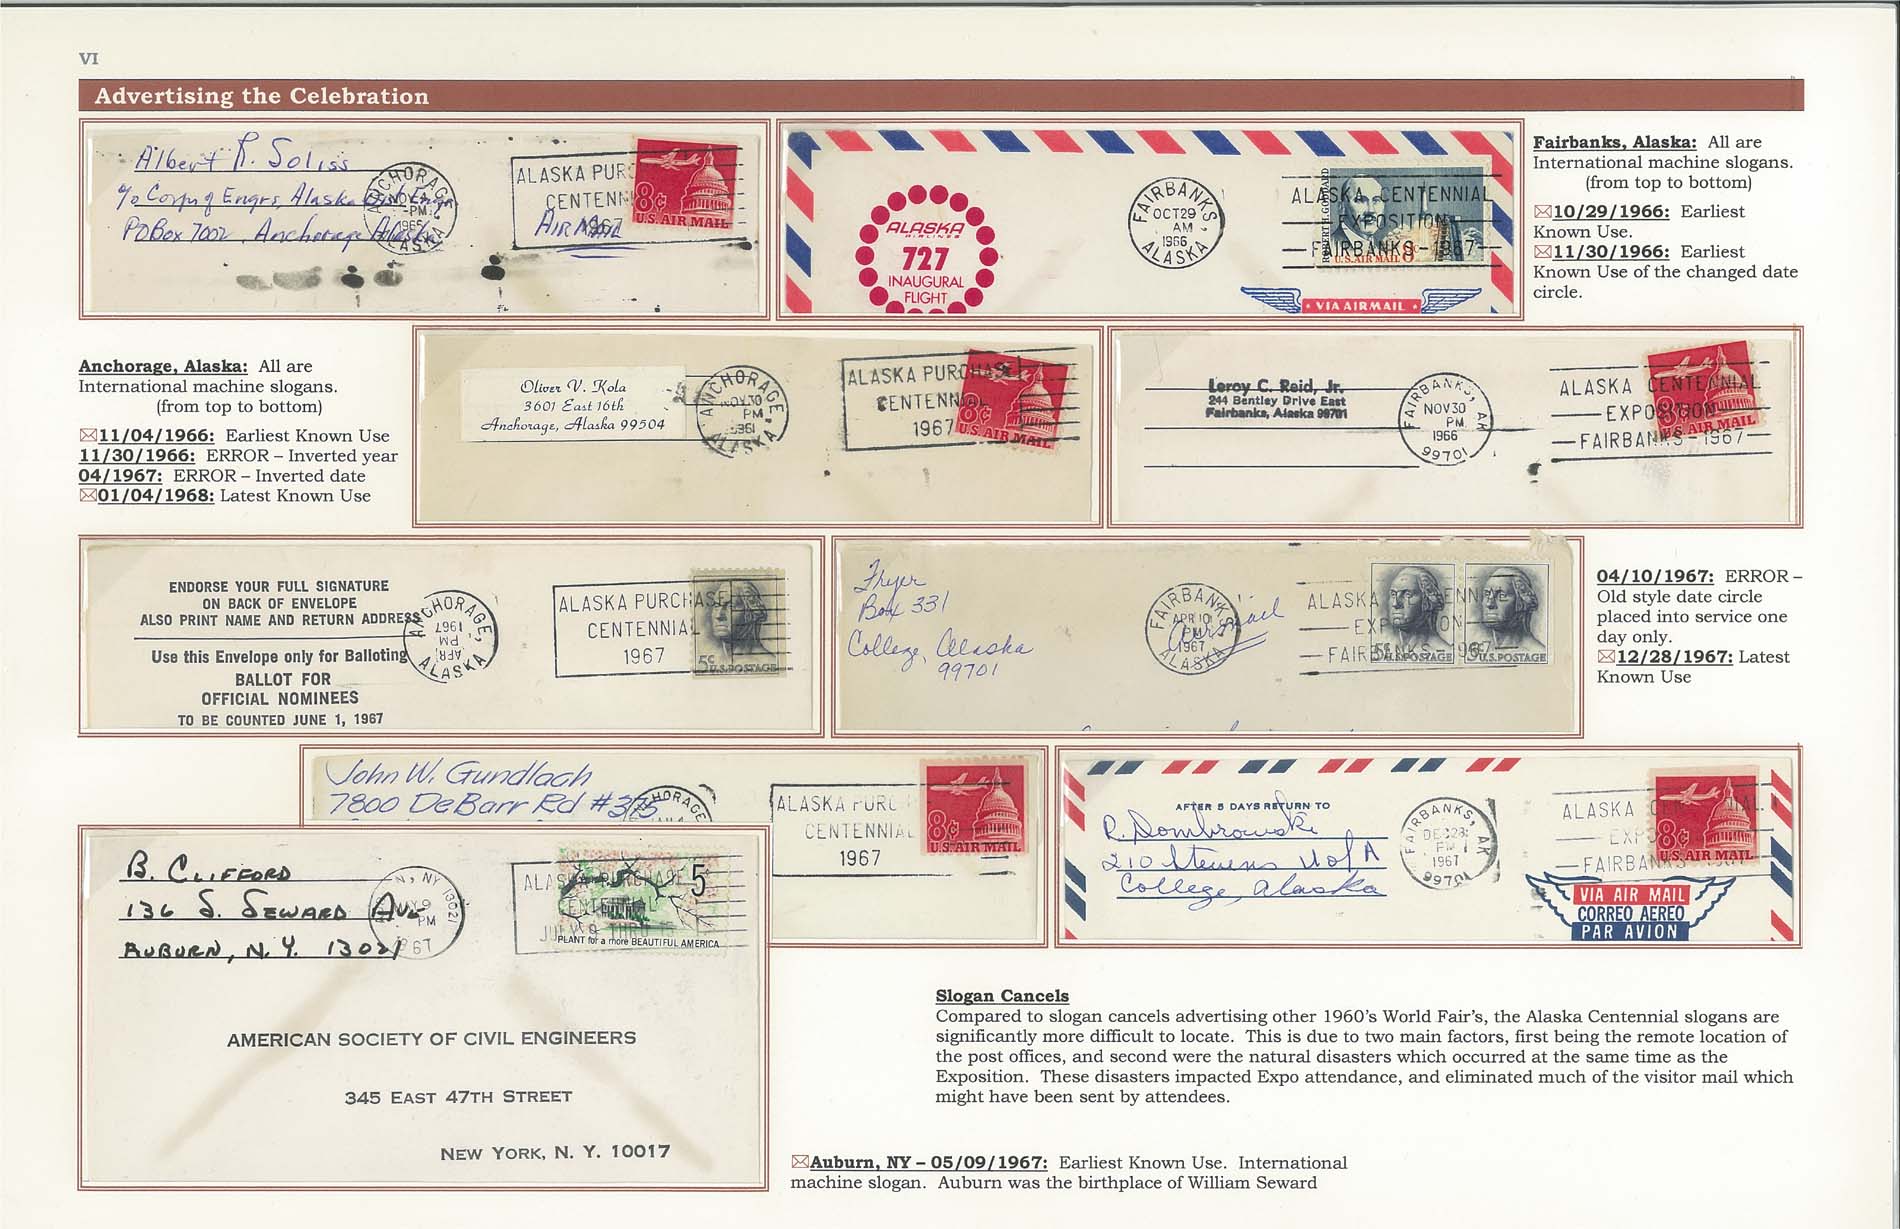 VI
Advertising the Celebration
Albert R. Soliss
c/o Corps of Engrs, Alaska
PO Box 7002, Anchorage Alaska
ANCHORAGE
NOV 4
-PM
1966
ALASKA
ALASKA PUR
CENTENN
1967
AIR MAIL
8¢
U.S. AIR MAIL
ALASKA
AIRLINES
727
INAUGURAL
FLIGHT
FAIRBANKS,
OCT 29
AM
1966
ALASKA
ALASKA CENTENNIAL
EXPOSITION
FAIRBANKS - 1967
ROBERT H. GODDARD
U.S. AIR MAIL 8¢
VIA AIRMAIL
Fairbanks, Alaska: All are
International machine slogans.
(from top to bottom)
10/29/1966: Earliest
Known Use.
11/30/1966: Earliest
Known Use of the changed date
circle.
Anchorage, Alaska: All are
International machine slogans.
(from top to bottom)
11/04/1966: Earliest Known Use
11/30/1966: ERROR – Inverted year
04/1967: ERROR – Inverted date
01/04/1968: Latest Known Use
Oliver V. Kola
3601 East 16th
Anchorage, Alaska 99504
ANCHORAGE
NOV 30
PM
ALASKA
ALASKA PURCHASE
CENTENNIAL
1967
8¢
U.S. AIR MAIL
Leroy C. Reid, Jr.
244 Bentley Drive East
Fairbanks, Alaska 99701
FAIRBANKS, AK
NOV 30
PM
1966
99701
ALASKA CENTENNIAL
EXPOSITION
FAIRBANKS - 1967
8¢
U.S. AIR MAIL
ENDORSE YOUR FULL SIGNATURE
ON BACK OF ENVELOPE
ALSO PRINT NAME AND RETURN ADDRESS
Use this Envelope only for Balloting
BALLOT FOR
OFFICIAL NOMINEES
TO BE COUNTED JUNE 1, 1967
ANCHORAGE,
1967
PM
APR
ALASKA
ALASKA PURCHASE
CENTENNIA
1967
5¢
U.S. POSTAGE
Fryer
Box 331
College, Alaska
99701
FAIRBANKS
APR 10
PM
1967
ALASKA
Air Mail
ALASKA CENTENNIAL
EXPOSITION
FAIRBANKS - 1967
5¢ U.S. POSTAGE
5¢ U.S. POSTAGE
04/10/1967: ERROR –
Old style date circle
placed into service one
day only.
12/28/1967: Latest
Known Use
John W. Gundlach
7800 DeBarr Rd #375
ANCHORAGE
ALASKA PURC
CENTENNIAL
1967
8¢
U.S. AIR MAIL
AFTER 5 DAYS RETURN TO
R. Dombrowski
210 Stevens U of A
College, Alaska
FAIRBANKS, AK
DEC 28
PM
1967
99701
ALASKA CENTENNIAL
EXPO
FAIRBAN
8¢
U.S. AIR MAIL
VIA AIR MAIL
CORREO AEREO
PAR AVION
B. CLIFFORD
136 S. SEWARD AVE
AUBURN, N.Y. 13021
N, NY 13021
PM
ALASKA PURCHASE
CENTENNIAL
JULY 9 THRU 15
5¢
PLANT for a more BEAUTIFUL AMERICA
AMERICAN SOCIETY OF CIVIL ENGINEERS
345 EAST 47TH STREET
NEW YORK, N. Y. 10017
Slogan Cancels
Compared to slogan cancels advertising other 1960's World Fair's, the Alaska Centennial slogans are
significantly more difficult to locate. This is due to two main factors, first being the remote location of
the post offices, and second were the natural disasters which occurred at the same time as the
Exposition. These disasters impacted Expo attendance, and eliminated much of the visitor mail which
might have been sent by attendees.
Auburn, NY – 05/09/1967: Earliest Known Use. International
machine slogan. Auburn was the birthplace of William Seward